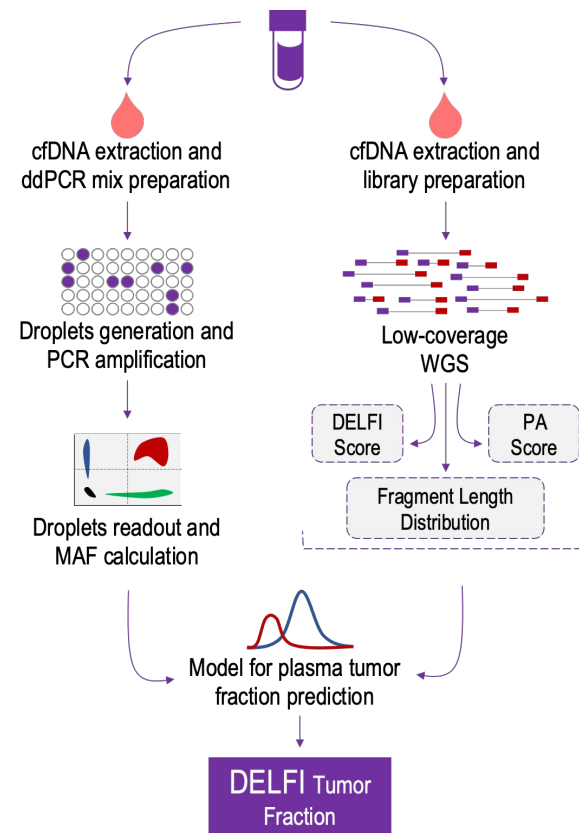 cfDNA extraction and
ddPCR mix preparation
Droplets generation and
PCR amplification
Droplets readout and
MAF calculation
cfDNA extraction and
library preparation
Low-coverage
WGS
DELFI
Score
PA
Score
Fragment Length
Distribution
Model for plasma tumor
fraction prediction
DELFI Tumor
Fraction